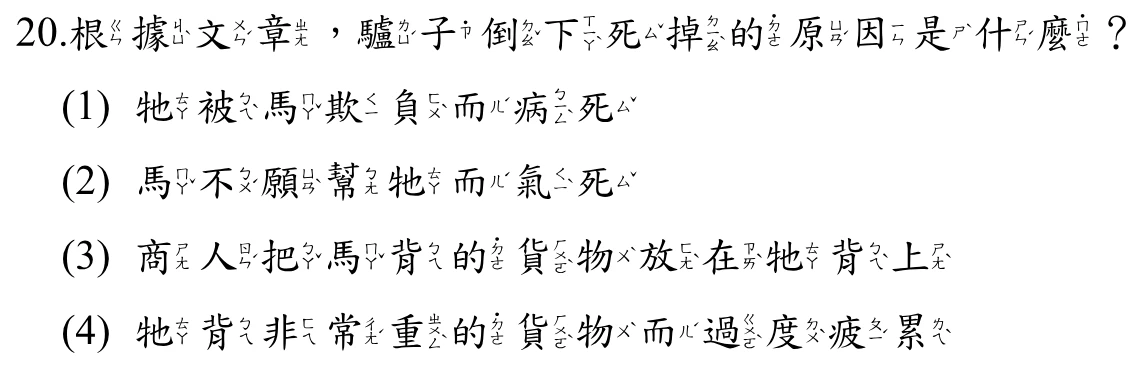 20.根據文章，驢子倒下死掉的原因是什麼？
(1) 牠被馬欺負而病死
(2) 馬不願幫牠而氣死
(3) 商人把馬背的貨物放在牠背上
(4) 牠背非常重的貨物而過度疲累